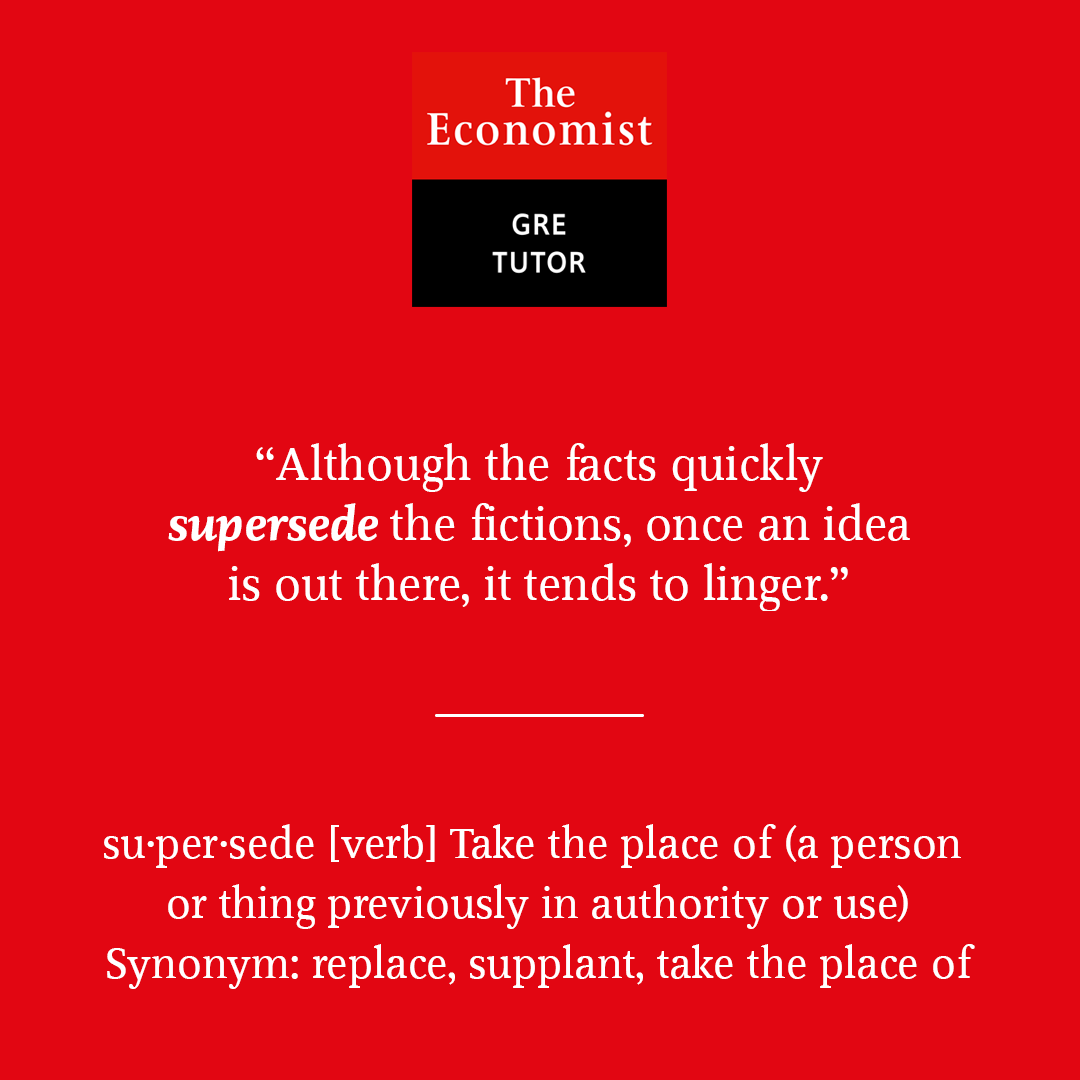 The
Economist
GRE
TUTOR
“Although the facts quickly
supersede the fictions, once an idea
is out there, it tends to linger.”
su·per·sede [verb] Take the place of (a person
or thing previously in authority or use)
Synonym: replace, supplant, take the place of